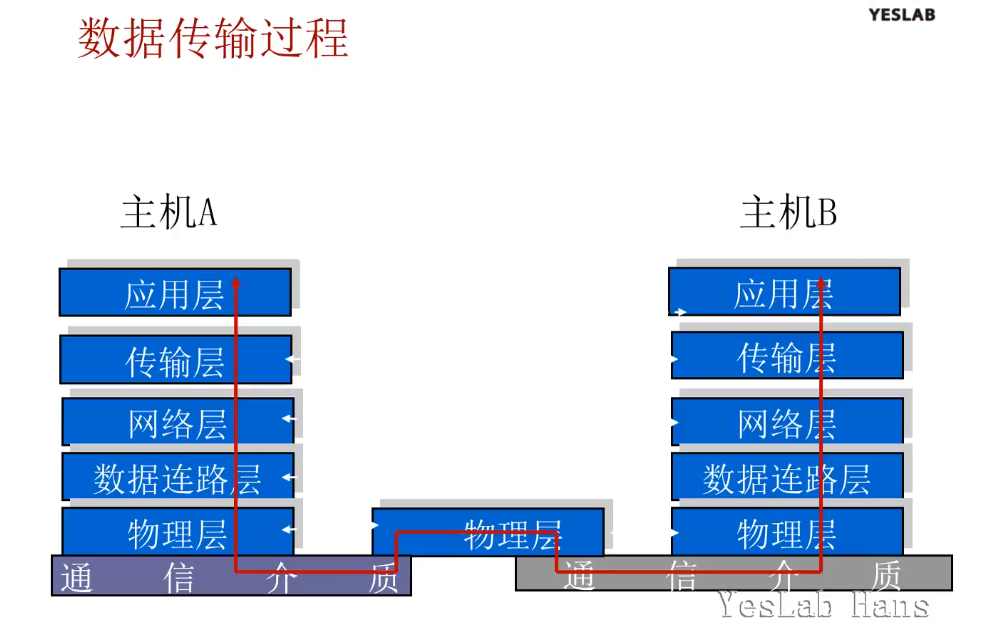 YESLAB
数据传输过程
主机A
主机B
应用层
传输层
网络层
数据连路层
物理层
通信介质
物理层
应用层
传输层
网络层
数据连路层
物理层
通信介质
YesLab Hans